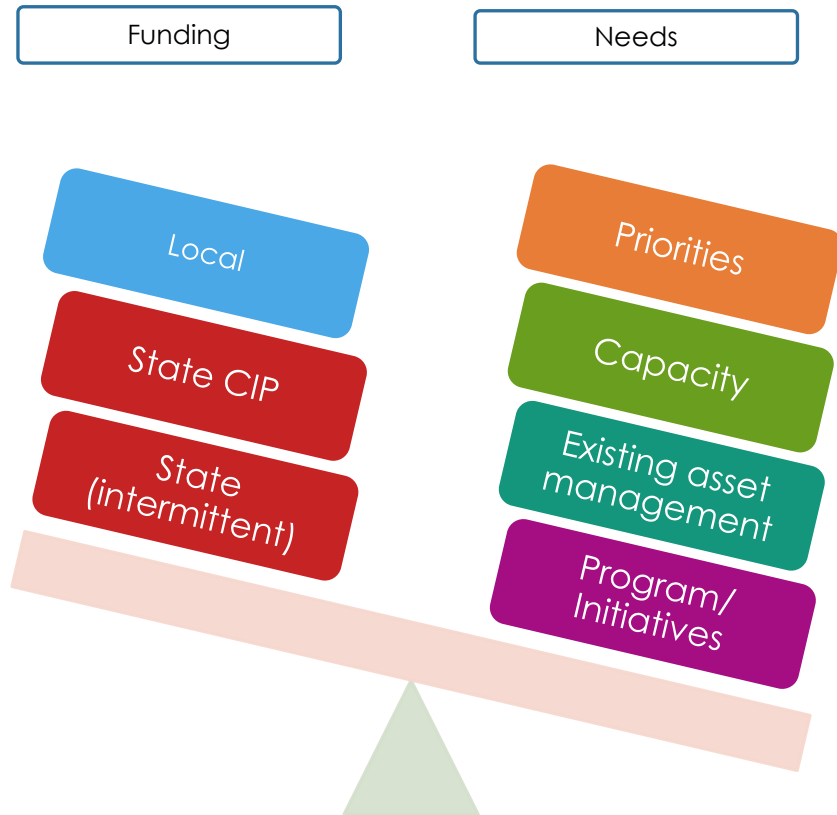 Funding
Needs
Local
State CIP
State
(intermittent)
Priorities
Capacity
Existing asset
management
Program/
Initiatives